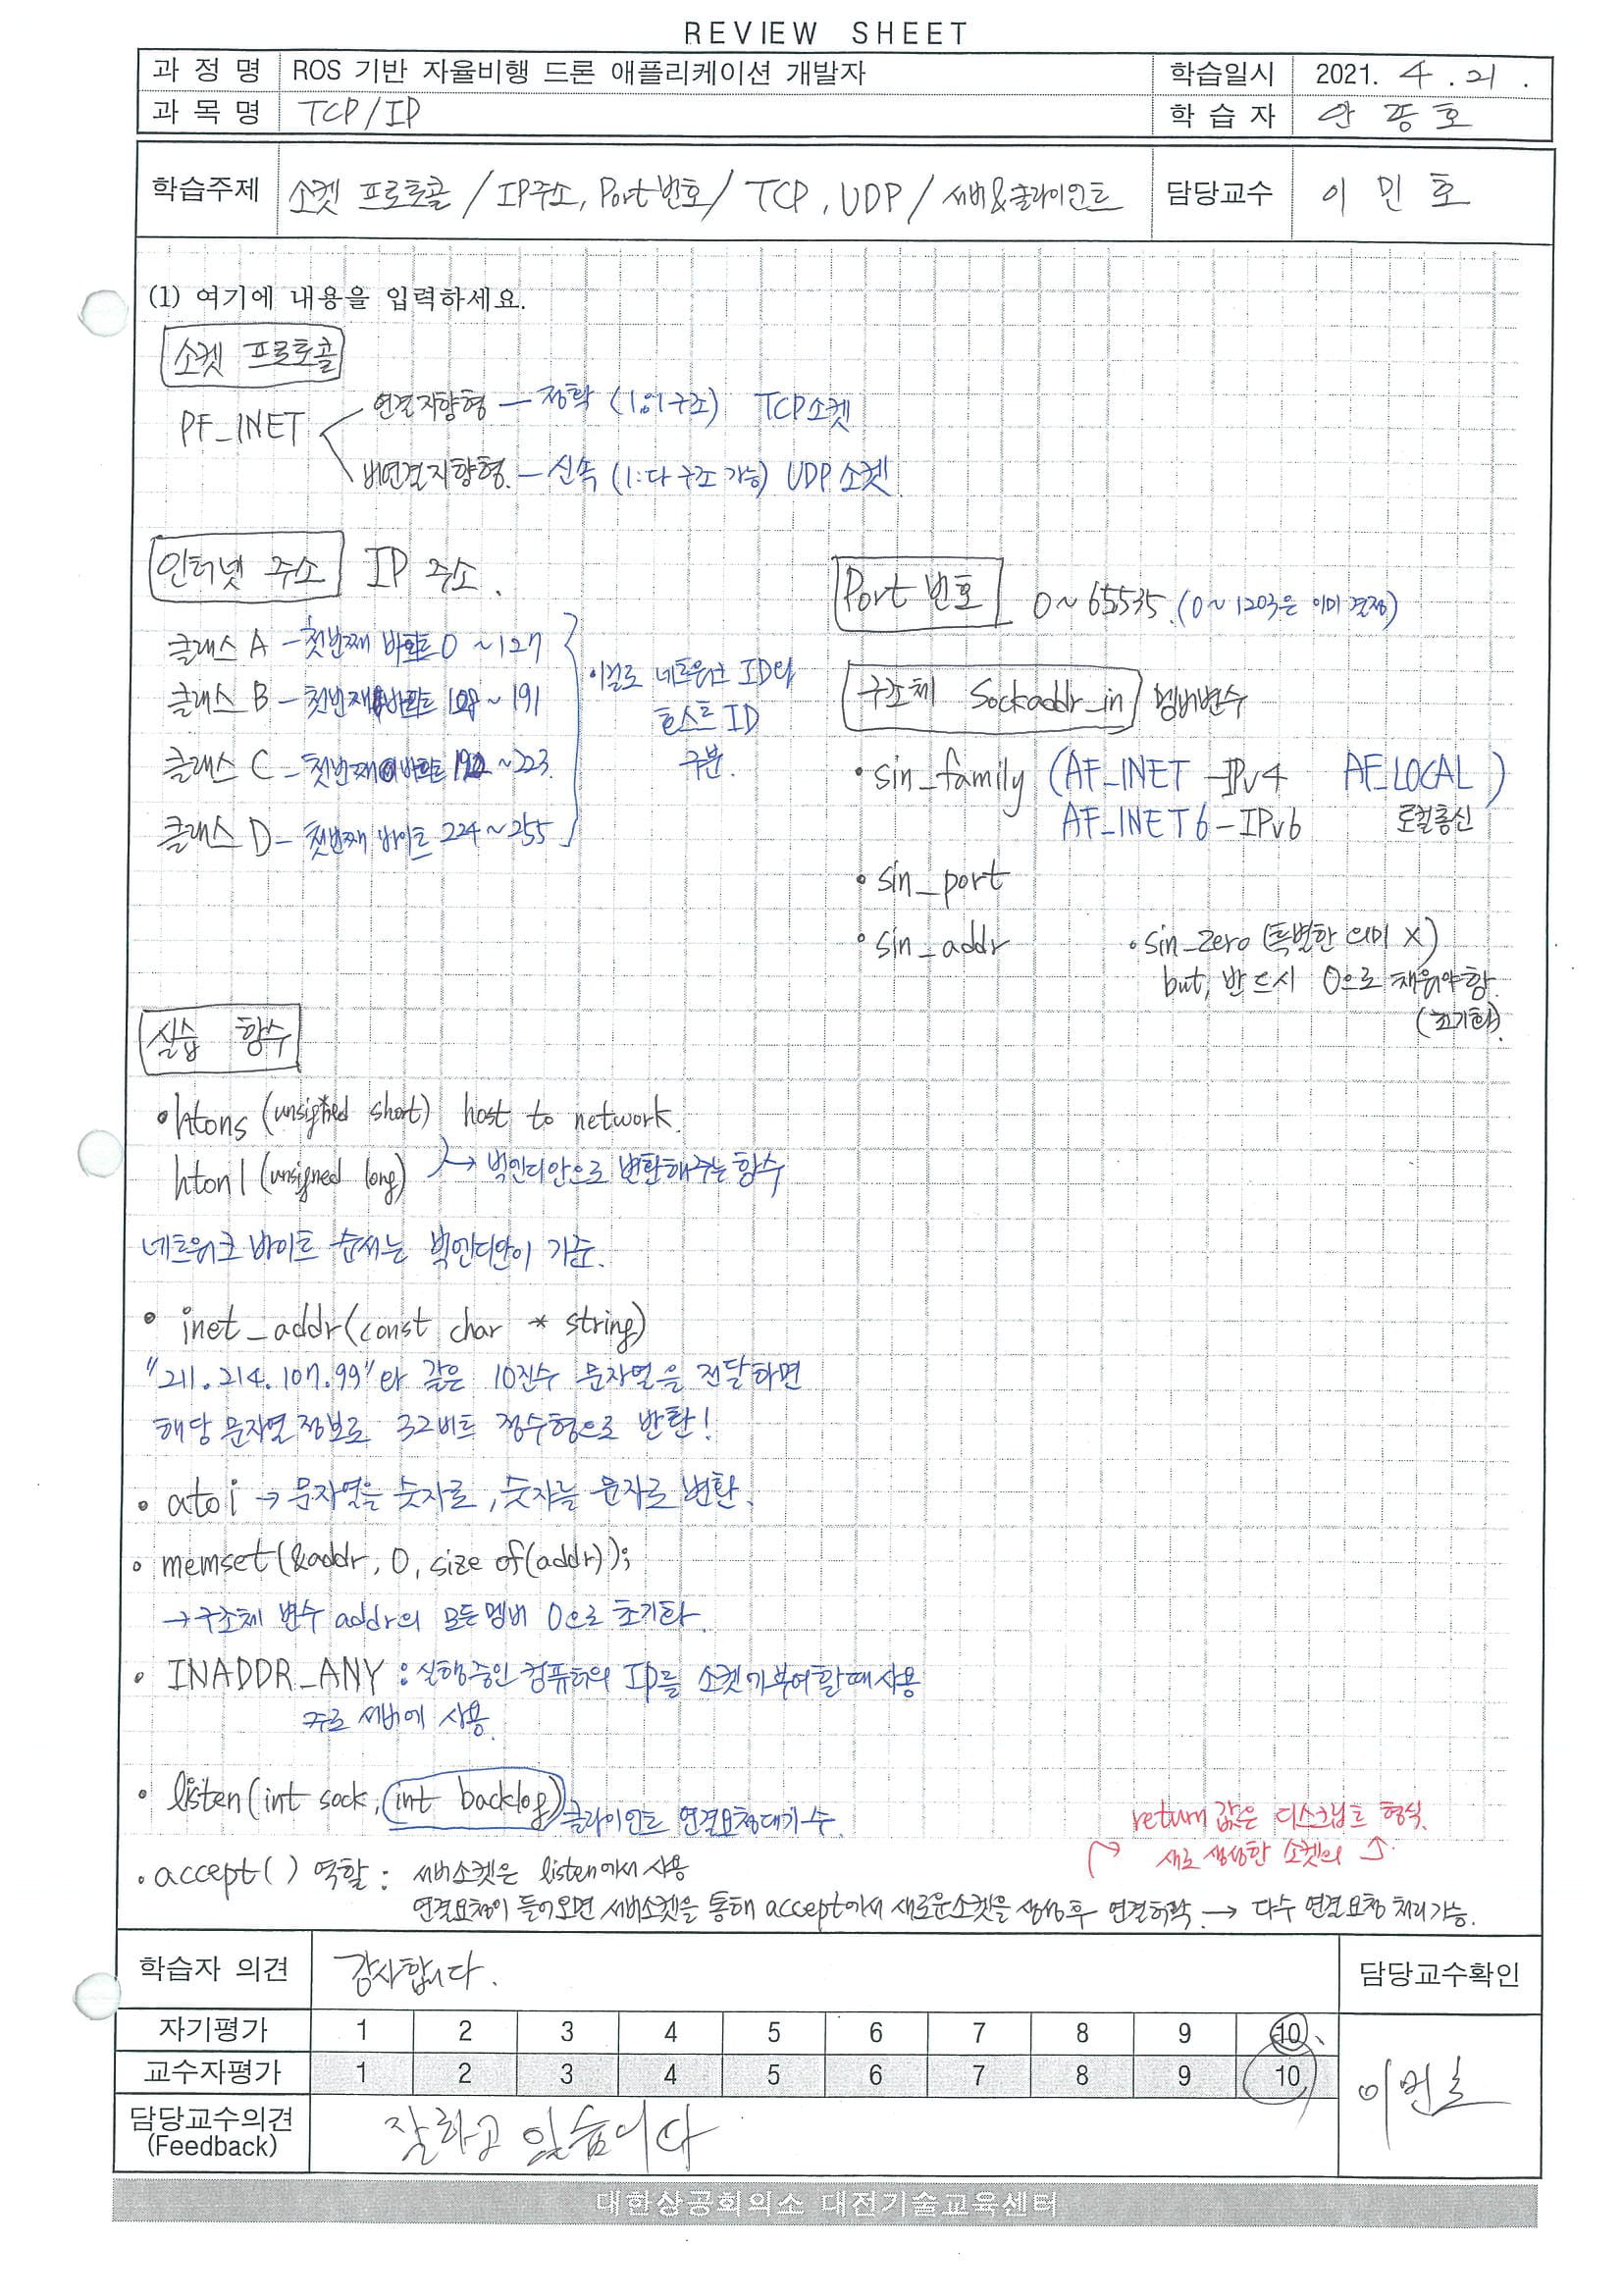 REVIEW SHEET
과 정 명 ROS 기반 자율비행 드론 애플리케이션 개발자 학습일시 2021. 4 . 21 .
과 목 명 TCP/IP 학 습 자 안 종 호
학습주제 소켓 프로토콜 / IP주소, Port 번호 / TCP, UDP / 서버&클라이언트 담당교수 이 민 호
(1) 여기에 내용을 입력하세요.
소켓 프로토콜
PF_INET
연결지향형 — 정확 (1:1구조) TCP소켓
비연결지향형. — 신속 (1:다 구조 가능) UDP 소켓
인터넷 주소 IP 주소.
클래스 A - 첫번째 바이트 0 ~ 127
클래스 B - 첫번째 바이트 128 ~ 191
클래스 C - 첫번째 바이트 192 ~ 223.
클래스 D - 첫번째 바이트 224 ~ 255
이걸로 네트워크 ID와
호스트 ID
구분.
Port 번호 0 ~ 65535. (0 ~ 1203은 이미 결정)
구조체 Sockaddr_in 멤버변수
• sin_family (AF_INET - IPv4 AF_LOCAL)
AF_INET6 - IPv6 로컬통신
• sin_port
• sin_addr • sin_zero (특별한 의미 X)
but, 반드시 0으로 채워야함.
(초기화).
실습 함수
• htons (unsigned short) host to network.
htonl (unsigned long) → 빅엔디안으로 변환해주는 함수
네트워크 바이트 순서는 빅엔디안이 기준.
• inet_addr(const char * string)
"211.214.107.99"와 같은 10진수 문자열을 전달하면
해당 문자열 정보로 32비트 정수형으로 반환!
• atoi → 문자열을 숫자로, 숫자를 문자로 변환.
• memset(&addr, 0, size of(addr));
→ 구조체 변수 addr의 모든 멤버 0으로 초기화.
• INADDR_ANY : 실행중인 컴퓨터의 IP를 소켓에 부여할때 사용
주로 서버에 사용.
• listen(int sock, int backlog) 클라이언트 연결요청대기수.
return 값은 디스크립트 형식.
새로 생성한 소켓의
• accept() 역할 : 서버소켓은 listen에서 사용
연결요청이 들어오면 서버소켓을 통해 accept에서 새로운소켓을 생성 후 연결허락. → 다수 연결요청 처리가능.
학습자 의견 감사합니다. 담당교수확인
자기평가 1 2 3 4 5 6 7 8 9 10
교수자평가 1 2 3 4 5 6 7 8 9 10
이민호
담당교수의견
(Feedback)
잘하고 있습니다
대한상공회의소 대전기술교육센터